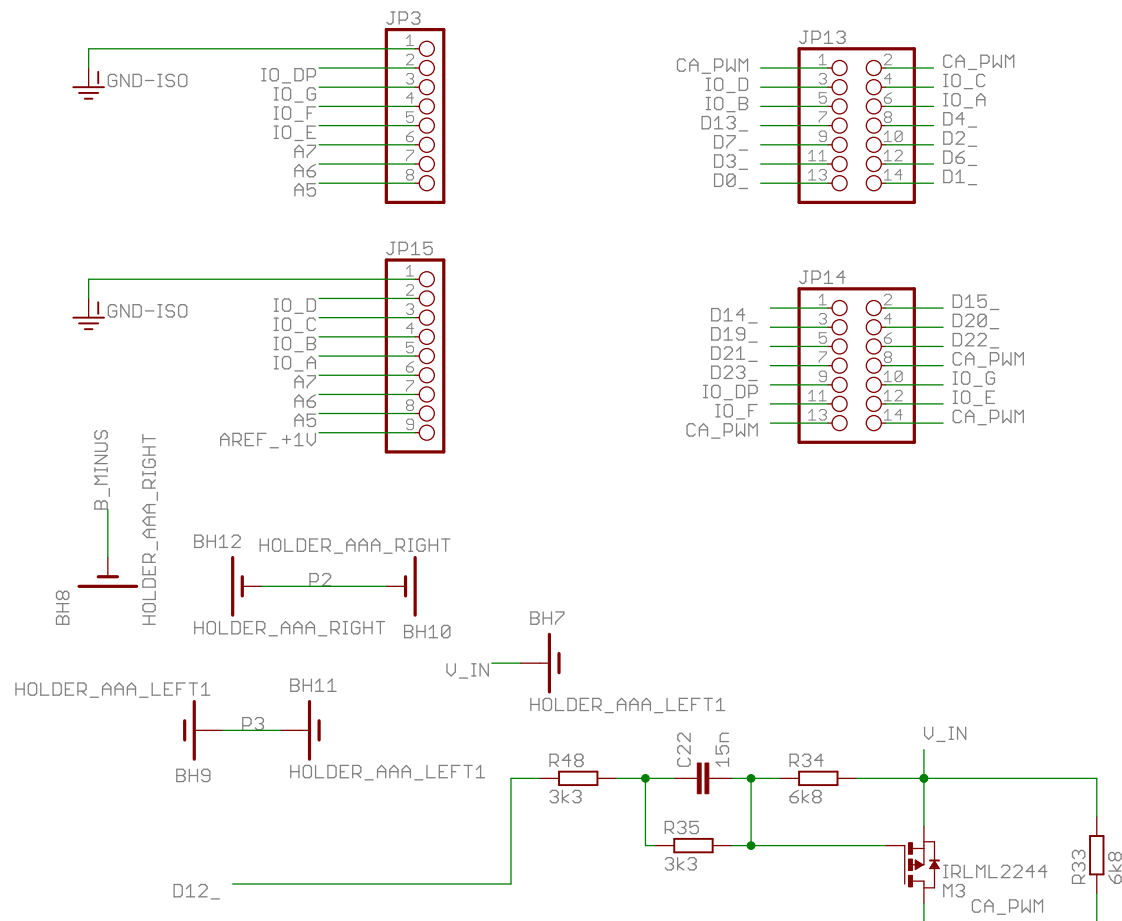 JP3
1
2
3
4
5
6
7
8
GND-ISO
IO_DP
IO_G
IO_F
IO_E
A7
A6
A5
JP13
CA_PWM 1 2 CA_PWM
IO_D 3 4 IO_C
IO_B 5 6 IO_A
D13_ 7 8 D4_
D7_ 9 10 D2_
D3_ 11 12 D6_
D0_ 13 14 D1_
JP15
1
2
3
4
5
6
7
8
9
GND-ISO
IO_D
IO_C
IO_B
IO_A
A7
A6
A5
AREF_+1V
JP14
D14_ 1 2 D15_
D19_ 3 4 D20_
D21_ 5 6 D22_
D23_ 7 8 CA_PWM
IO_DP 9 10 IO_G
IO_F 11 12 IO_E
CA_PWM 13 14 CA_PWM
B_MINUS
BH8
HOLDER_AAA_RIGHT
BH12
HOLDER_AAA_RIGHT
P2
HOLDER_AAA_RIGHT
BH10
BH7
V_IN
HOLDER_AAA_LEFT1
HOLDER_AAA_LEFT1
BH9
P3
BH11
HOLDER_AAA_LEFT1
R48
3k3
C22
15n
R34
6k8
R35
3k3
V_IN
D12_
IRLML2244
M3
CA_PWM
R33
6k8